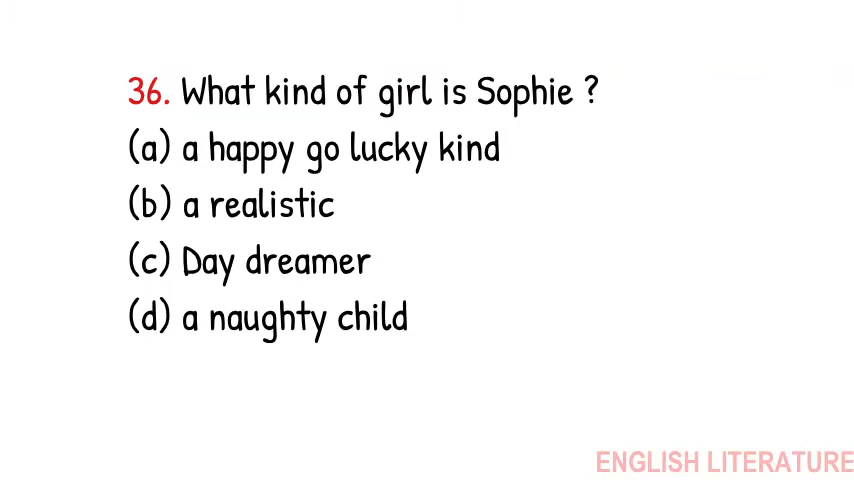 36. What kind of girl is Sophie ?
(a) a happy go lucky kind
(b) a realistic
(c) Day dreamer
(d) a naughty child
ENGLISH LITERATURE